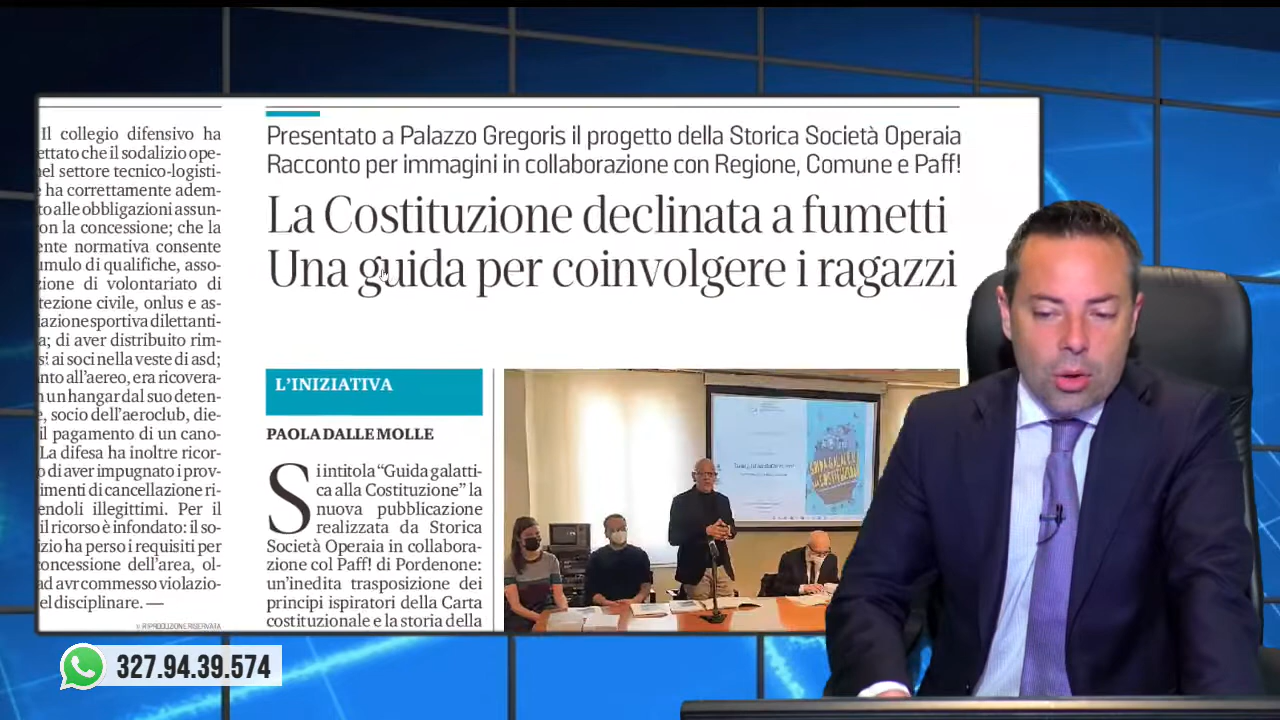 Il collegio difensivo ha
ettato che il sodalizio ope-
nel settore tecnico-logisti-
e ha correttamente adem-
to alle obbligazioni assun-
on la concessione; che la
ente normativa consente
umulo di qualifiche, asso-
zione di volontariato di
tezione civile, onlus e as-
iazione sportiva dilettanti-
a; di aver distribuito rim-
si ai soci nella veste di asd;
anto all'aereo, era ricovera-
n un hangar dal suo deten-
e, socio dell'aeroclub, die-
il pagamento di un cano-
La difesa ha inoltre ricor-
o di aver impugnato i prov-
imenti di cancellazione ri-
endoli illegittimi. Per il
il ricorso è infondato: il so-
izio ha perso i requisiti per
concessione dell'area, ol-
ad avr commesso violazio-
el disciplinare. —
RIPRODUZIONE RISERVATA
Presentato a Palazzo Gregoris il progetto della Storica Società Operaia
Racconto per immagini in collaborazione con Regione, Comune e Paff!
La Costituzione declinata a fumetti
Una guida per coinvolgere i ragazzi
L'INIZIATIVA
PAOLA DALLE MOLLE
Si intitola “Guida galatti-
ca alla Costituzione” la
nuova pubblicazione
realizzata da Storica
Società Operaia in collabora-
zione col Paff! di Pordenone:
un'inedita trasposizione dei
principi ispiratori della Carta
costituzionale e la storia della
GUIDA GALATTICA
ALLA COSTITUZIONE
327.94.39.574